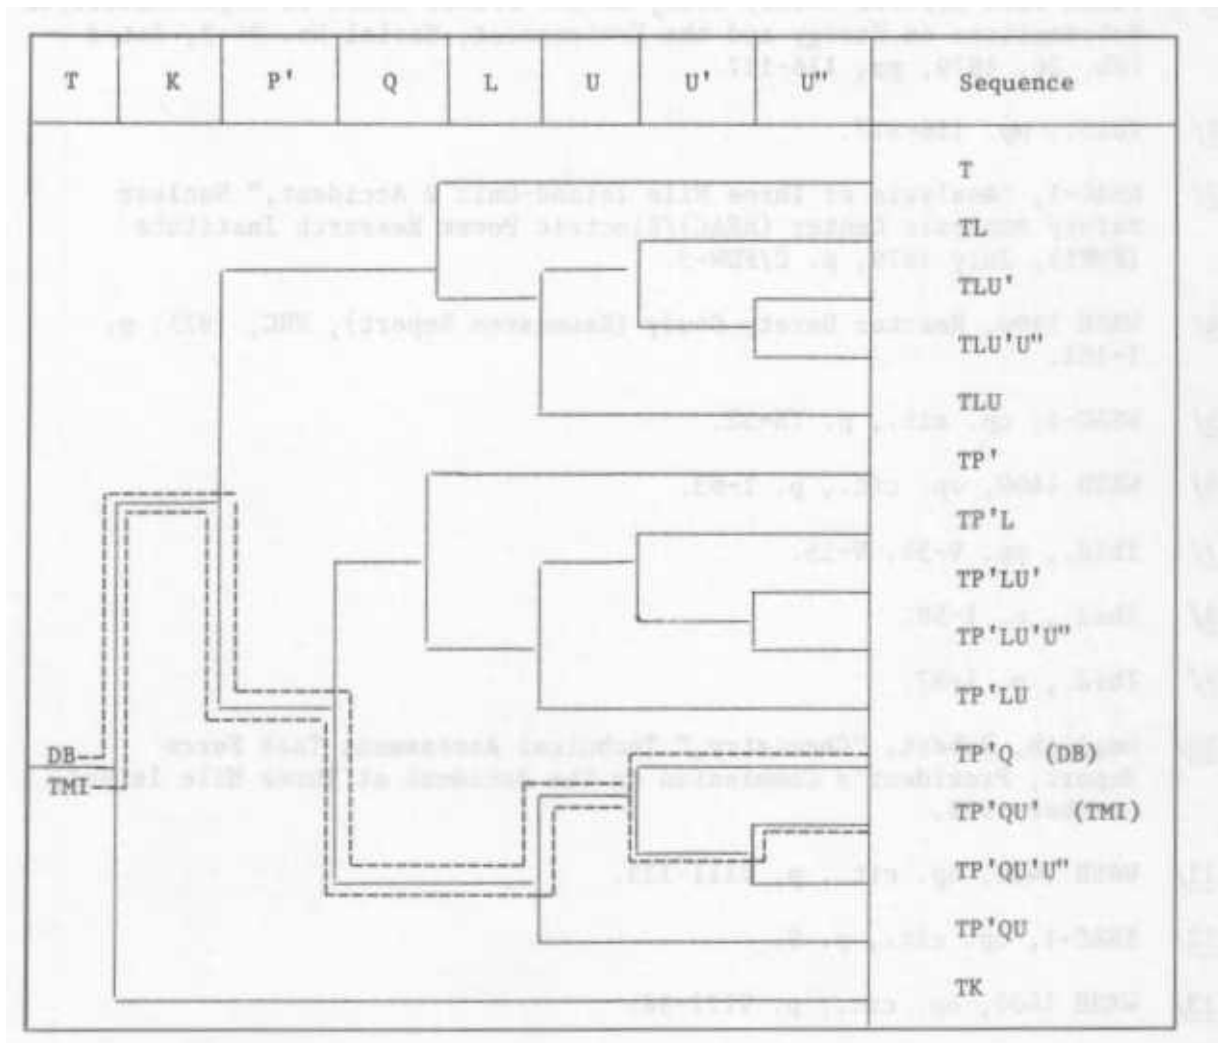 T K P' Q L U U' U" Sequence
T
TL
TLU'
TLU'U"
TLU
TP'
TP'L
TP'LU'
TP'LU'U"
TP'LU
DB
TP'Q (DB)
TMI
TP'QU' (TMI)
TP'QU'U"
TP'QU
TK